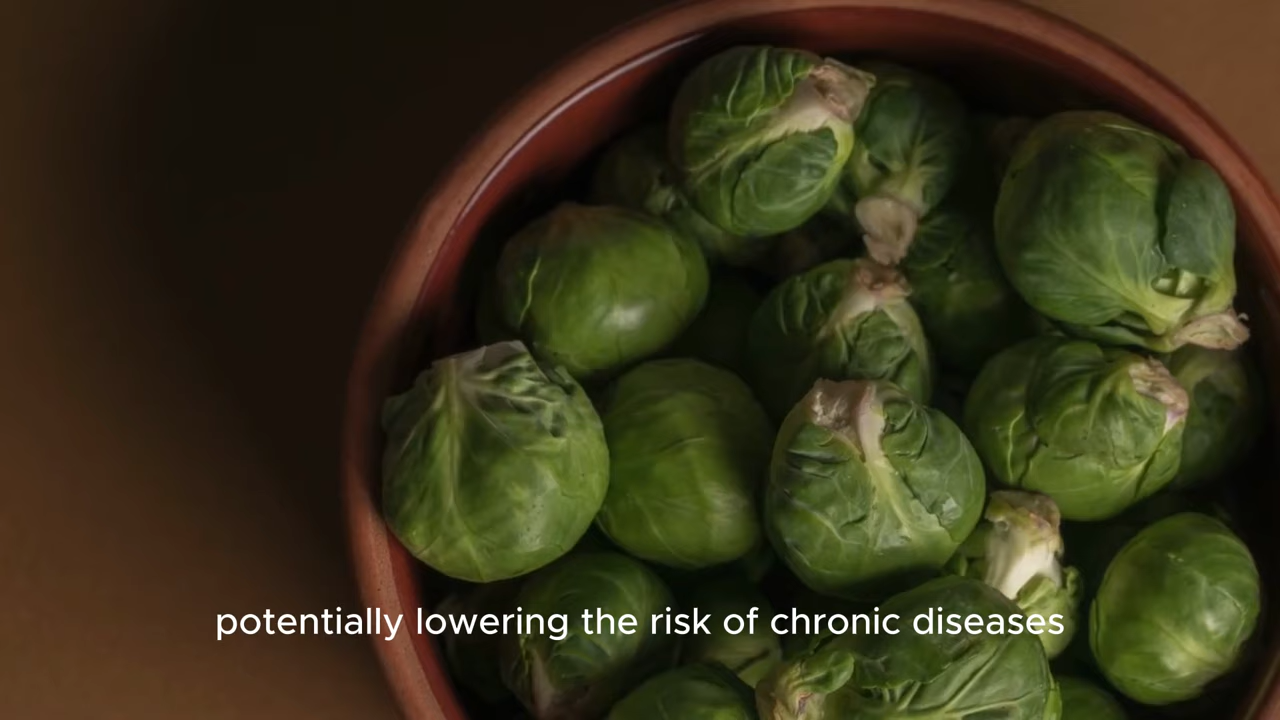 potentially lowering the risk of chronic diseases